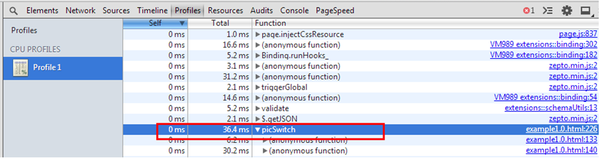 Elements Resources Network Sources Timeline Profiles Resources Audits Console PageSpeed 1
Profiles
CPU PROFILES
Profile 1
Self Total Function
0 ms 1.0 ms page.injectCssResource page.js:837
0 ms 16.6 ms (anonymous function) VM989 extensions::binding:302
0 ms 5.2 ms Binding.runHooks_ VM989 extensions::binding:182
0 ms 3.1 ms (anonymous function) zepto.min.js:2
0 ms 31.2 ms (anonymous function) zepto.min.js:2
0 ms 2.1 ms triggerGlobal zepto.min.js:2
0 ms 14.6 ms (anonymous function) VM989 extensions::binding:54
0 ms 5.2 ms validate extensions::schemaUtils:13
0 ms 2.1 ms $.getJSON zepto.min.js:2
0 ms 36.4 ms picSwitch example1.0.html:226
0 ms 6.2 ms (anonymous function) example1.0.html:133
0 ms 30.2 ms (anonymous function) example1.0.html:140